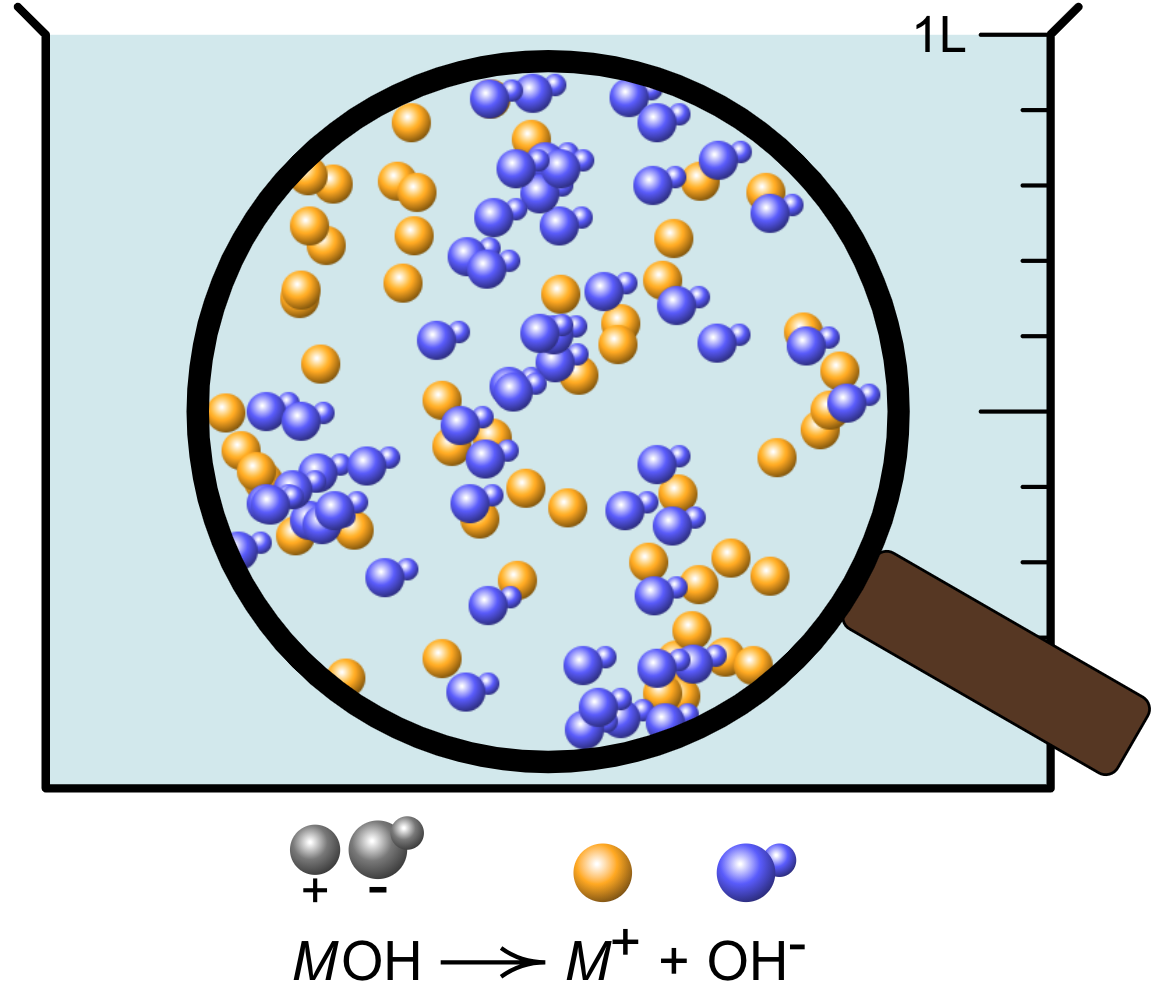 1L
+ -
MOH → M⁺ + OH⁻